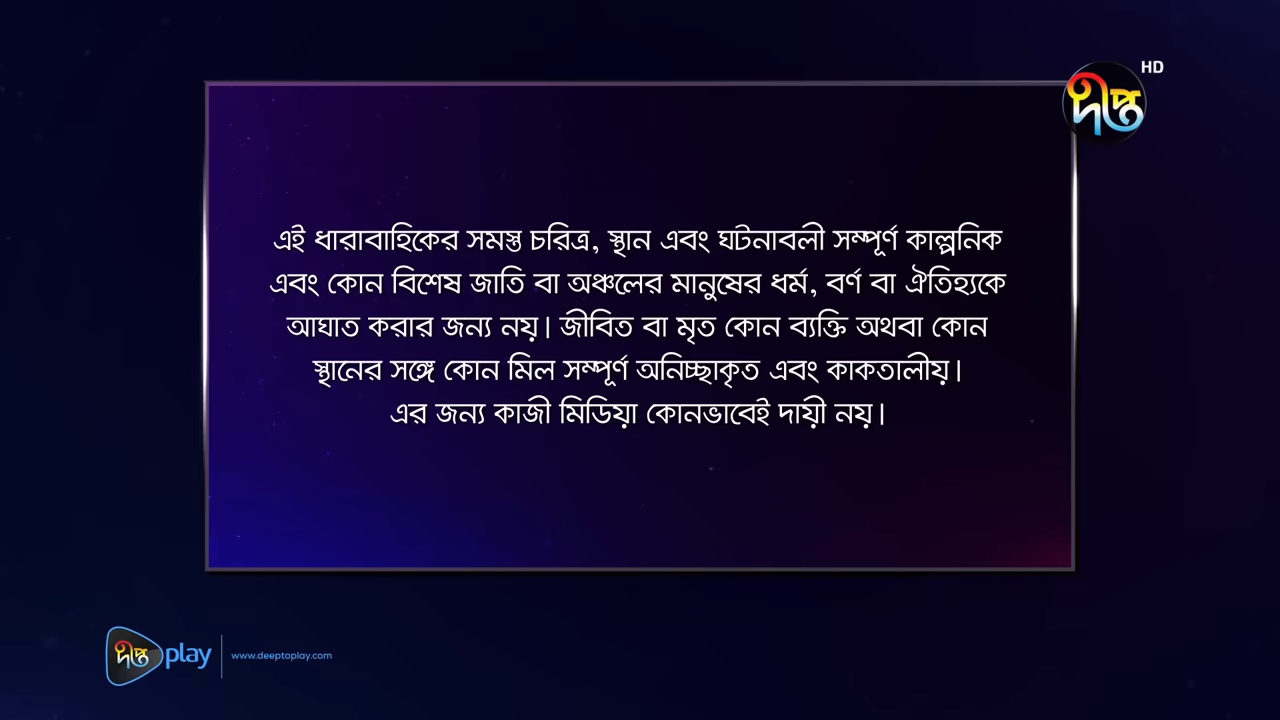 HD
দীপ্ত
এই ধারাবাহিকের সমস্ত চরিত্র, স্থান এবং ঘটনাবলী সম্পূর্ণ কাল্পনিক
এবং কোন বিশেষ জাতি বা অঞ্চলের মানুষের ধর্ম, বর্ণ বা ঐতিহ্যকে
আঘাত করার জন্য নয়। জীবিত বা মৃত কোন ব্যক্তি অথবা কোন
স্থানের সঙ্গে কোন মিল সম্পূর্ণ অনিচ্ছাকৃত এবং কাকতালীয়।
এর জন্য কাজী মিডিয়া কোনভাবেই দায়ী নয়।
দীপ্ত play www.deeptoplay.com